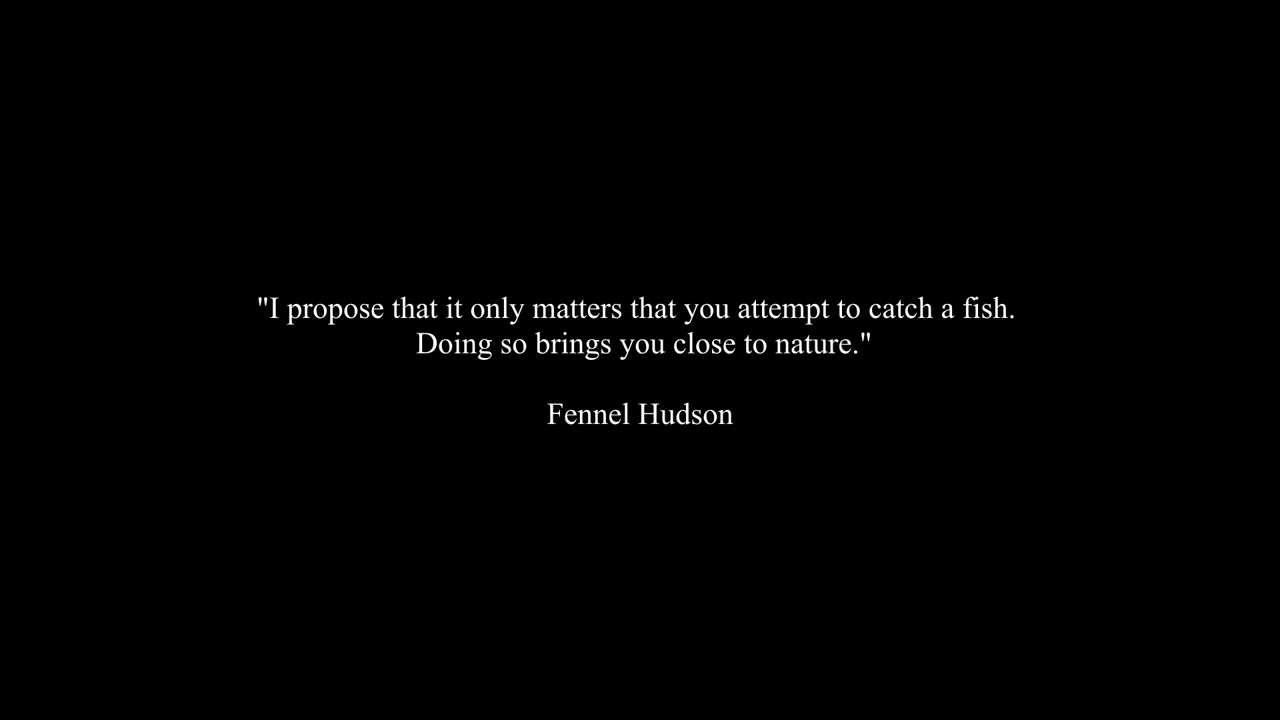 "I propose that it only matters that you attempt to catch a fish.
Doing so brings you close to nature."
Fennel Hudson